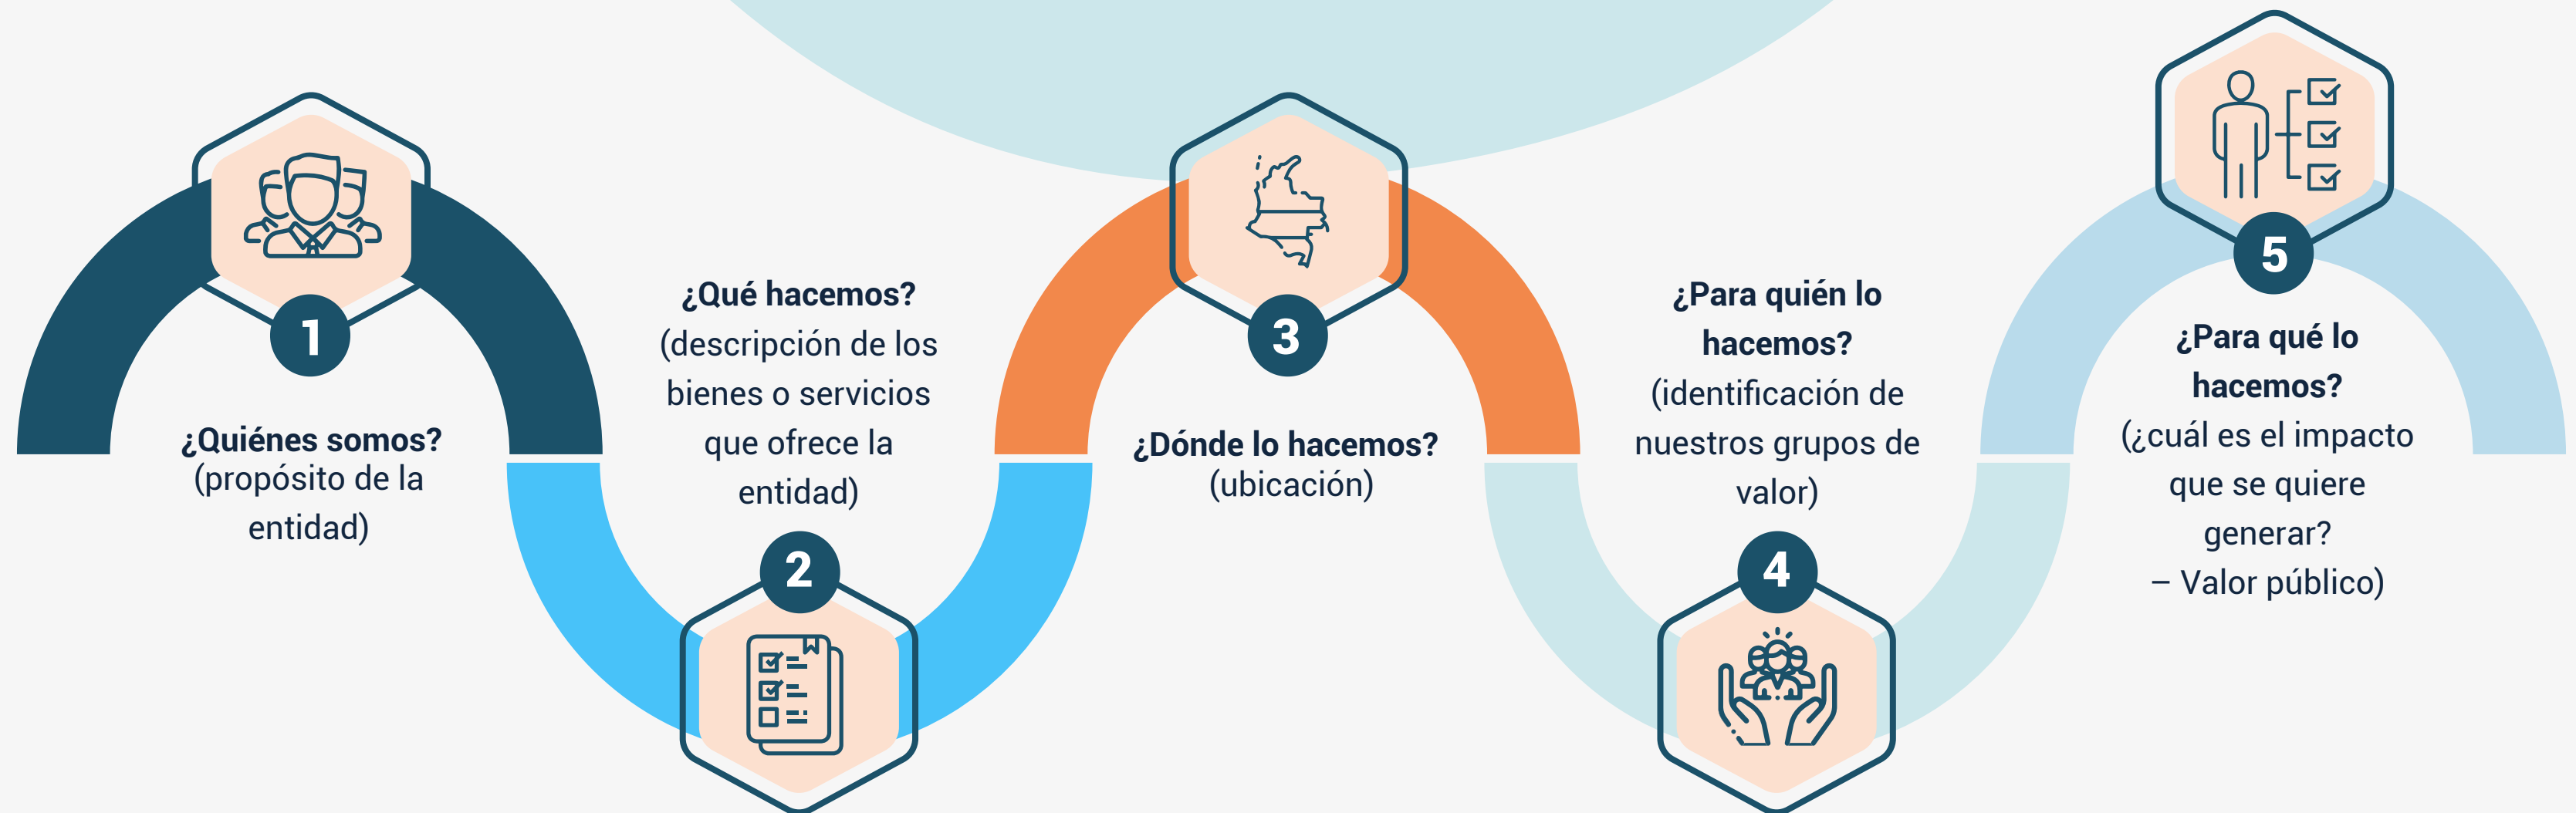 1
¿Quiénes somos?
(propósito de la
entidad)
¿Qué hacemos?
(descripción de los
bienes o servicios
que ofrece la
entidad)
2
3
¿Dónde lo hacemos?
(ubicación)
¿Para quién lo
hacemos?
(identificación de
nuestros grupos de
valor)
4
5
¿Para qué lo
hacemos?
(¿cuál es el impacto
que se quiere
generar?
– Valor público)